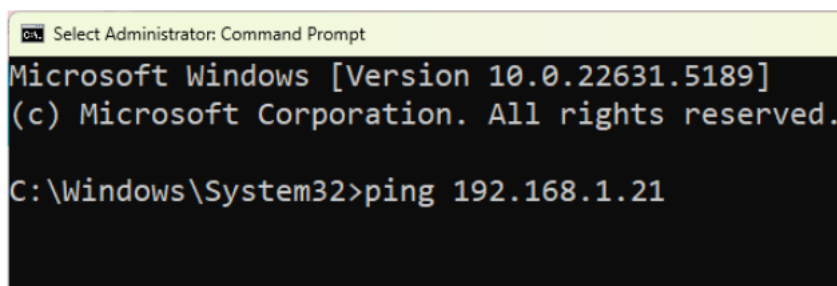 Select Administrator: Command Prompt
Microsoft Windows [Version 10.0.22631.5189]
(c) Microsoft Corporation. All rights reserved.
C:\Windows\System32>ping 192.168.1.21